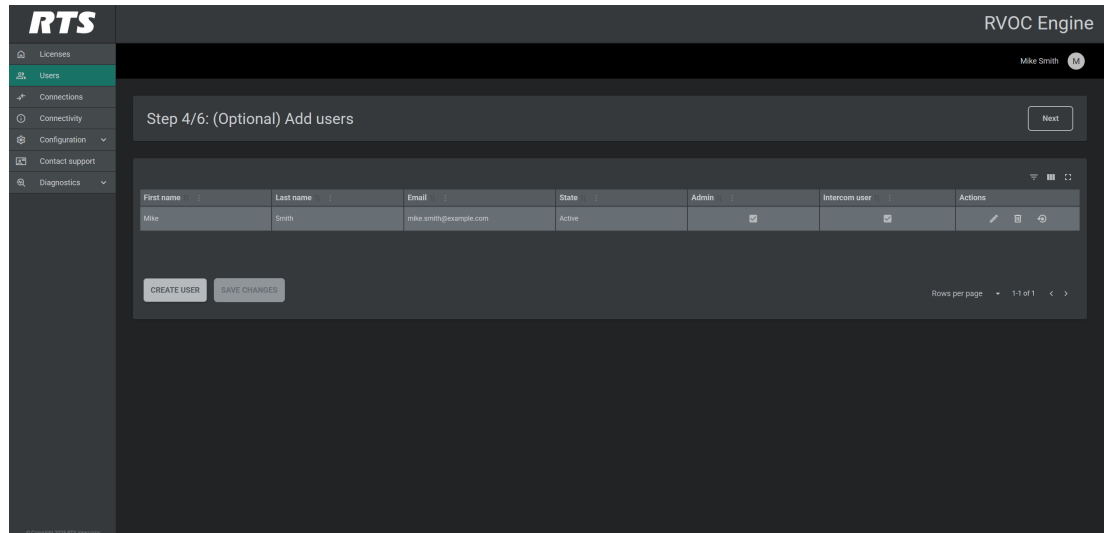 RTS
RVOC Engine
Mike Smith M
Licenses
Users
Connections
Connectivity
Configuration
Contact support
Diagnostics
Step 4/6: (Optional) Add users
Next
First name Last name Email State Admin Intercom user Actions
Mike Smith mike.smith@example.com Active
CREATE USER SAVE CHANGES
Rows per page 1-1 of 1